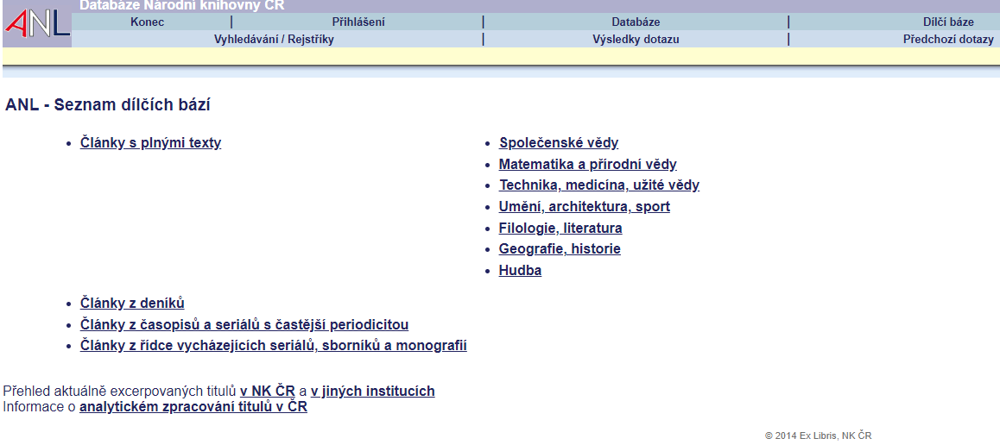 Databáze Národní knihovny ČR
ANL
Konec | Přihlášení | Databáze | Dílčí báze
Vyhledávání / Rejstříky | Výsledky dotazu | Předchozí dotazy
ANL - Seznam dílčích bází
Články s plnými texty
Společenské vědy
Matematika a přírodní vědy
Technika, medicína, užité vědy
Umění, architektura, sport
Filologie, literatura
Geografie, historie
Hudba
Články z deníků
Články z časopisů a seriálů s častější periodicitou
Články z řídce vycházejících seriálů, sborníků a monografií
Přehled aktuálně excerpovaných titulů v NK ČR a v jiných institucích
Informace o analytickém zpracování titulů v ČR
© 2014 Ex Libris, NK ČR